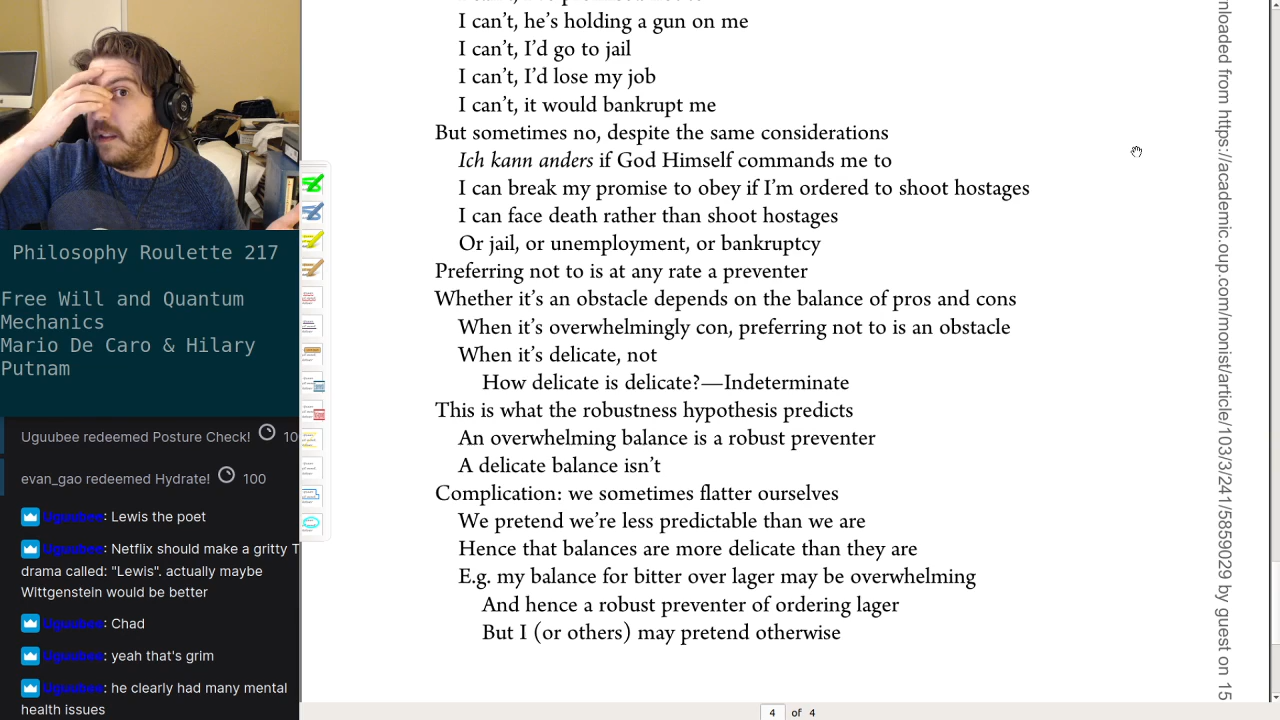 I can't, he's holding a gun on me
I can't, I'd go to jail
I can't, I'd lose my job
I can't, it would bankrupt me
But sometimes no, despite the same considerations
Ich kann anders if God Himself commands me to
I can break my promise to obey if I'm ordered to shoot hostages
I can face death rather than shoot hostages
Or jail, or unemployment, or bankruptcy
Preferring not to is at any rate a preventer
Whether it's an obstacle depends on the balance of pros and cons
When it's overwhelmingly con, preferring not to is an obstacle
When it's delicate, not
How delicate is delicate?—Indeterminate
This is what the robustness hypothesis predicts
An overwhelming balance is a robust preventer
A delicate balance isn't
Complication: we sometimes flatter ourselves
We pretend we're less predictable than we are
Hence that balances are more delicate than they are
E.g. my balance for bitter over lager may be overwhelming
And hence a robust preventer of ordering lager
But I (or others) may pretend otherwise
nloaded from https://academic.oup.com/monist/article/103/3/241/5859029 by guest on 15
4 of 4
Philosophy Roulette 217
Free Will and Quantum
Mechanics
Mario De Caro & Hilary
Putnam
Uguubee redeemed Posture Check! 10
evan_gao redeemed Hydrate! 100
Uguubee: Lewis the poet
Uguubee: Netflix should make a gritty T
drama called: "Lewis". actually maybe
Wittgenstein would be better
Uguubee: Chad
Uguubee: yeah that's grim
Uguubee: he clearly had many mental
health issues